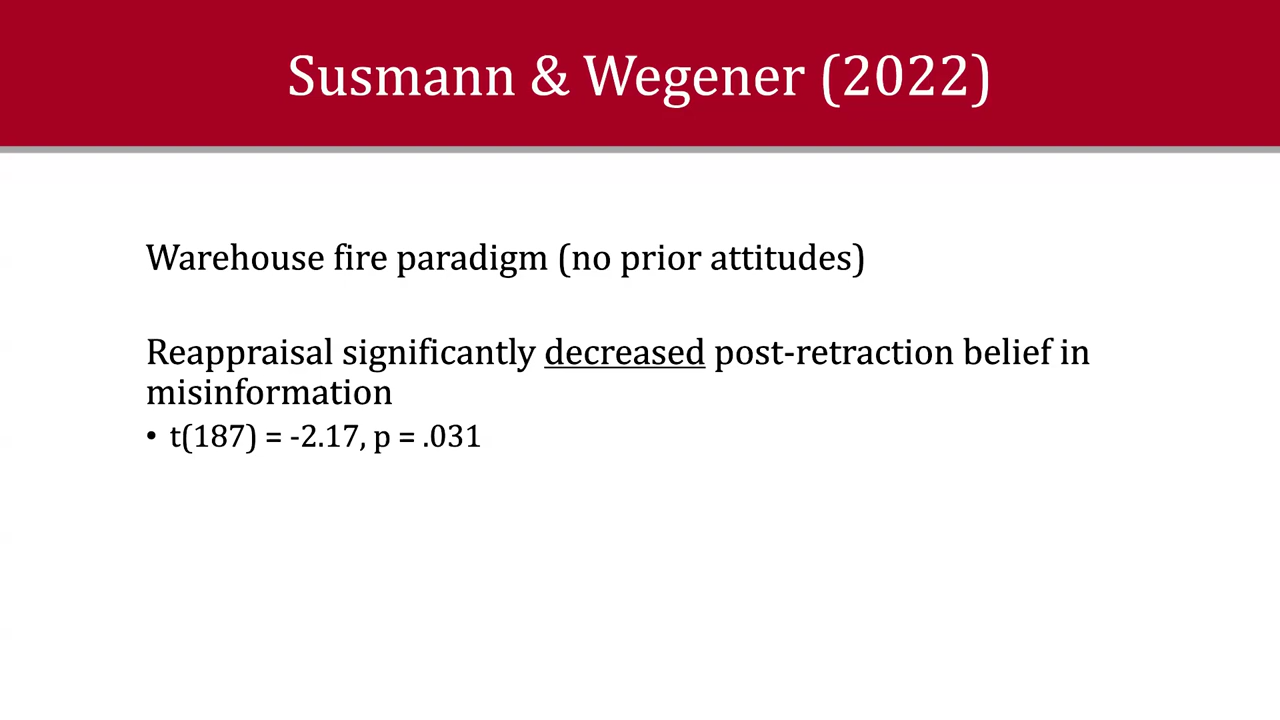 Susmann & Wegener (2022)
Warehouse fire paradigm (no prior attitudes)
Reappraisal significantly decreased post-retraction belief in
misinformation
• t(187) = -2.17, p = .031